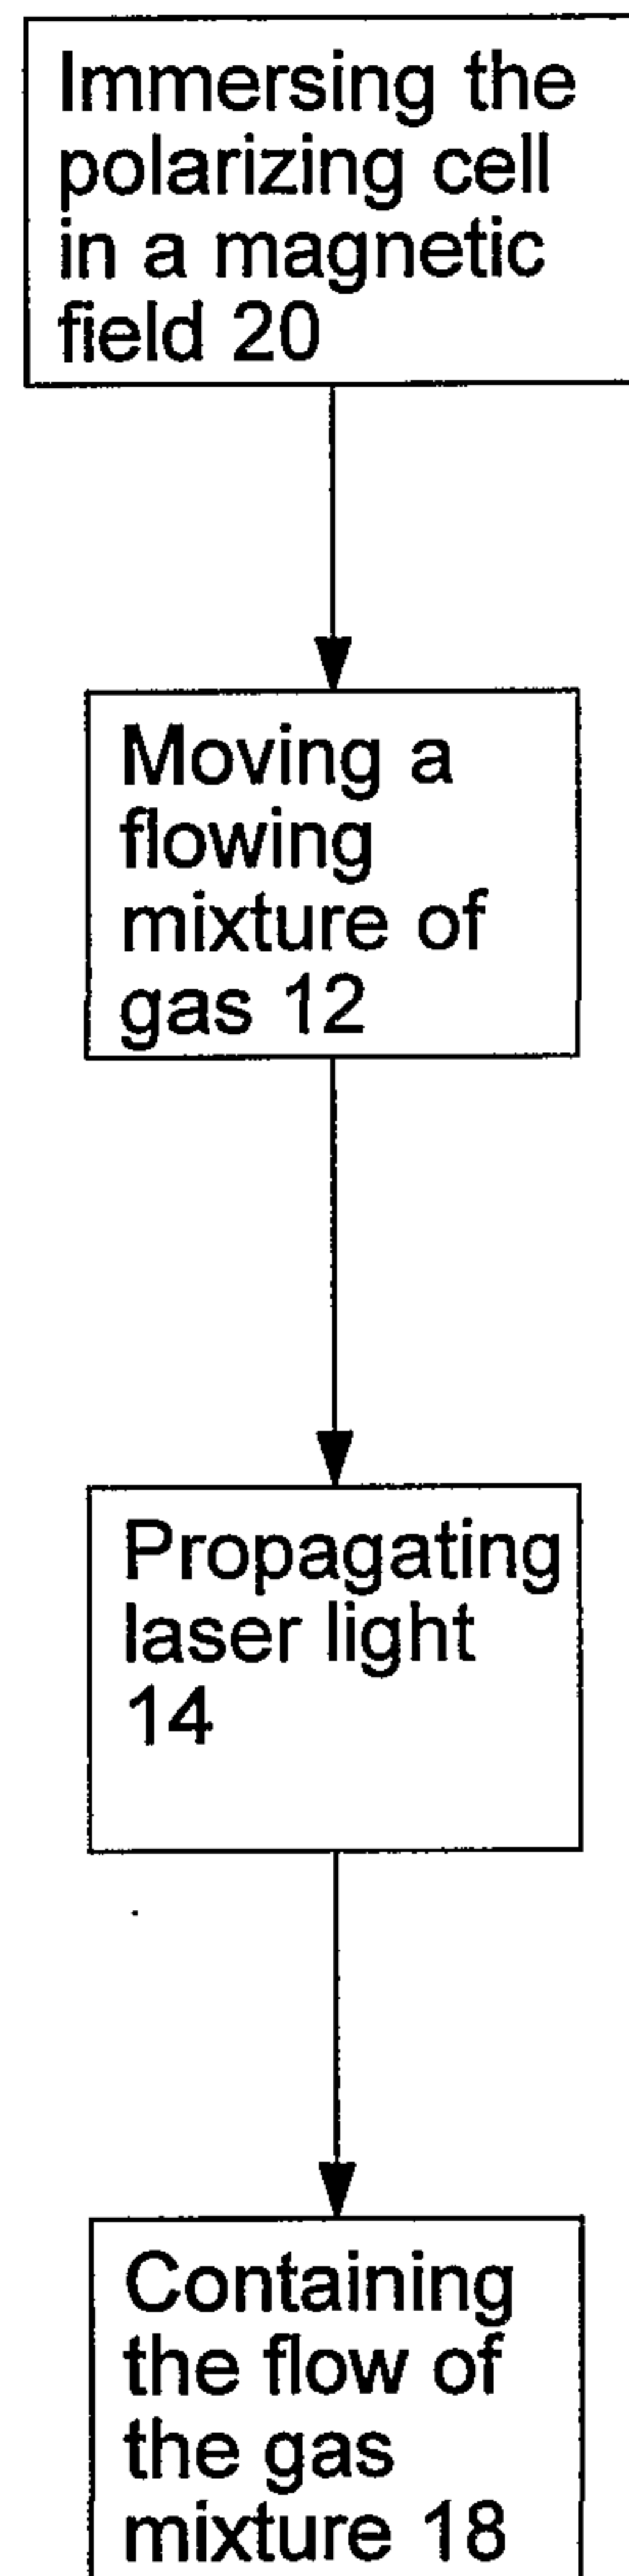 Immersing the
polarizing cell
in a magnetic
field 20
Moving a
flowing
mixture of
gas 12
Propagating
laser light
14
Containing
the flow of
the gas
mixture 18